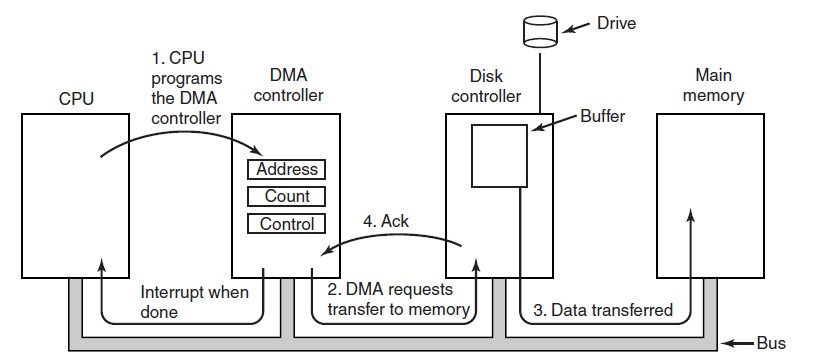 Drive
1. CPU
programs
the DMA
controller
CPU
DMA
controller
Disk
controller
Main
memory
Buffer
Address
Count
Control
4. Ack
Interrupt when
done
2. DMA requests
transfer to memory
3. Data transferred
Bus